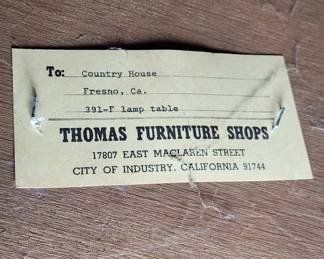 To: Country House
Fresno, Ca.
391-F lamp table
THOMAS FURNITURE SHOPS
17807 EAST MACLAREN STREET
CITY OF INDUSTRY, CALIFORNIA 91744